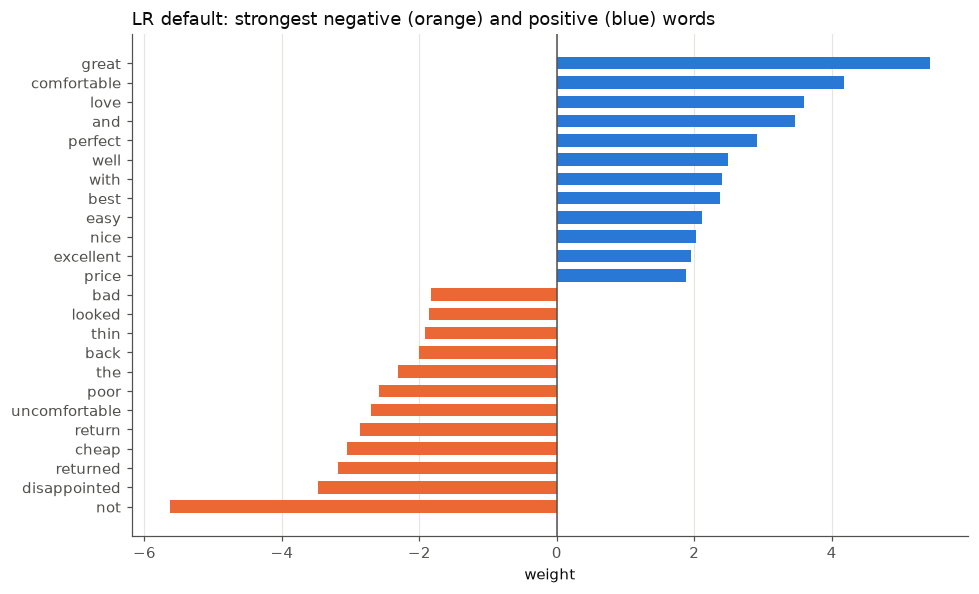 LR default: strongest negative (orange) and positive (blue) words
great
comfortable
love
and
perfect
well
with
best
easy
nice
excellent
price
bad
looked
thin
back
the
poor
uncomfortable
return
cheap
returned
disappointed
not
−6 −4 −2 0 2 4
weight